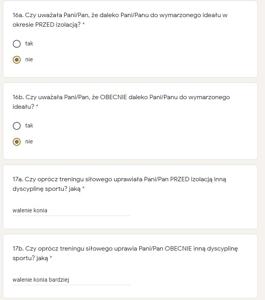 16a. Czy uważała Pani/Pan, że daleko Pani/Panu do wymarzonego ideału w
okresie PRZED izolacją? *
tak
nie
16b. Czy uważała Pani/Pan, że OBECNIE daleko Pani/Panu do wymarzonego
ideału? *
tak
nie
17a. Czy oprócz treningu siłowego uprawiała Pani/Pan PRZED izolacją inną
dyscyplinę sportu? jaką *
walenie konia
17b. Czy oprócz treningu siłowego uprawia Pani/Pan OBECNIE inną dyscyplinę
sportu? jaką *
walenie konia bardziej